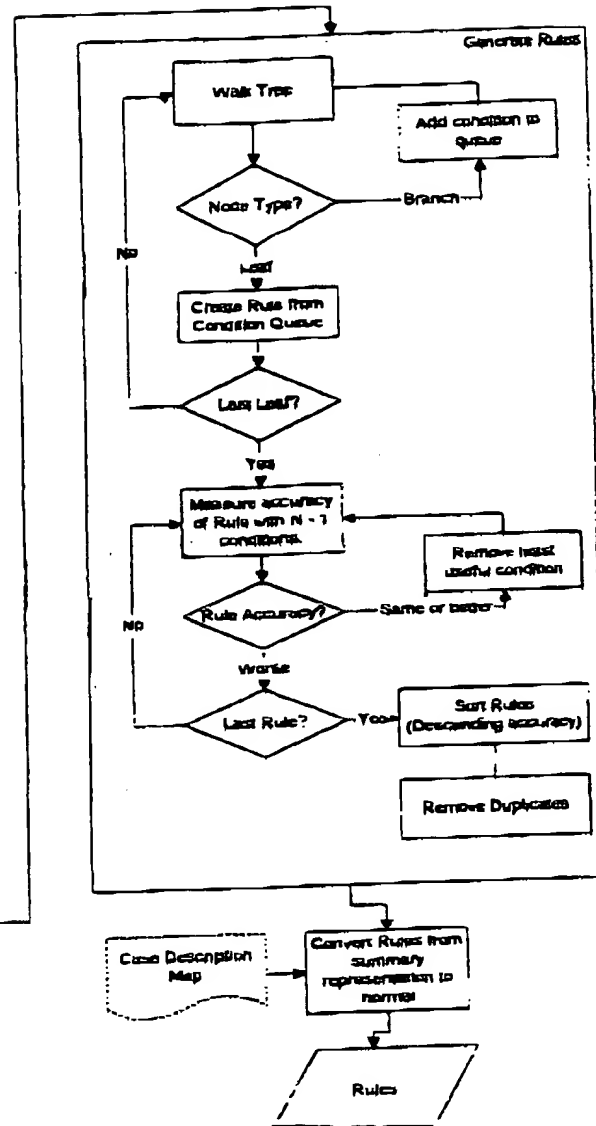 Generate Rules
Walk Tree
Add condition to
queue
Node Type?
Branch
No
Leaf
Create Rule from
Condition Queue
Last Leaf?
Yes
Measure accuracy
of Rule with N - 1
conditions.
Remove least
useful condition
Rule Accuracy?
Same or better
No
Worse
Last Rule?
Yes
Sort Rules
(Descending accuracy)
Remove Duplicates
Case Description
Map
Convert Rules from
summary
representation to
normal
Rules